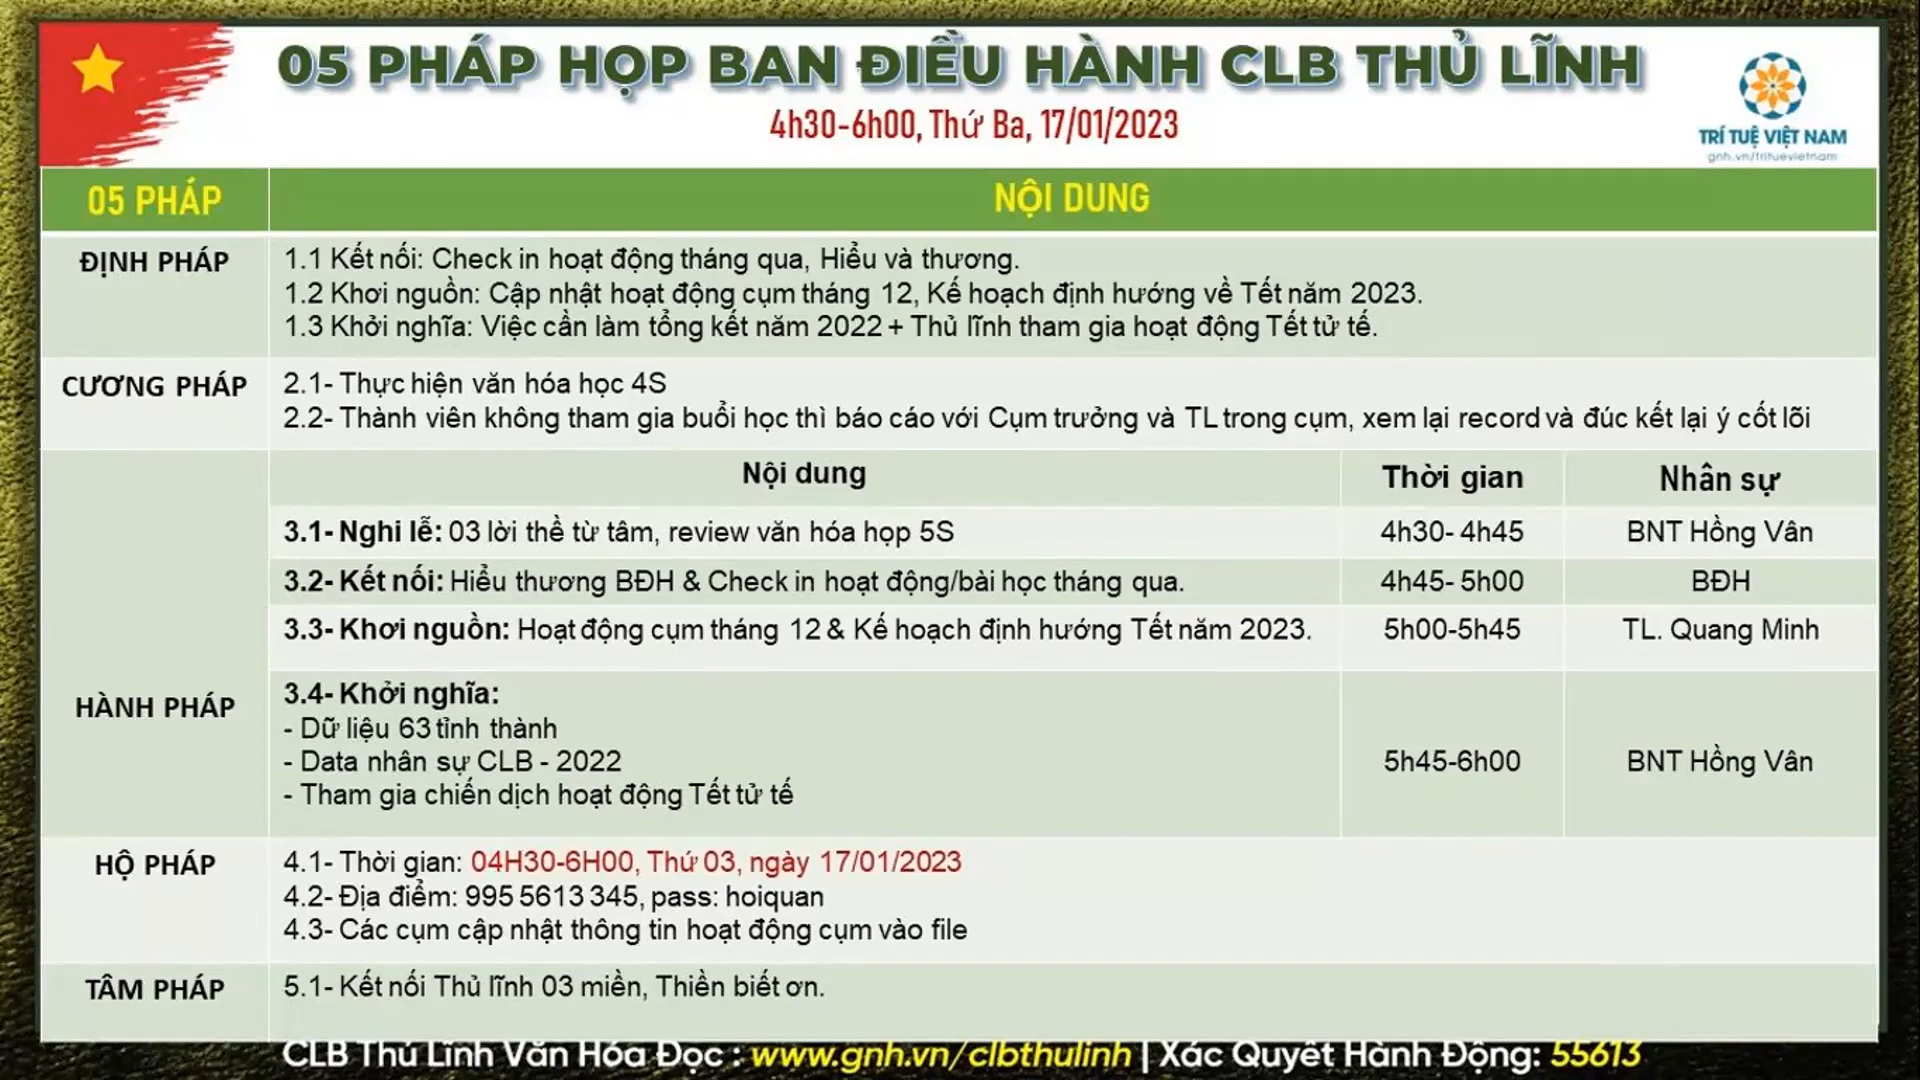 05 PHÁP HỌP BAN ĐIỀU HÀNH CLB THỦ LĨNH
4h30-6h00, Thứ Ba, 17/01/2023
TRÍ TUỆ VIỆT NAM
gnh.vn/trituevietnam
05 PHÁP
NỘI DUNG
ĐỊNH PHÁP
1.1 Kết nối: Check in hoạt động tháng qua, Hiểu và thương.
1.2 Khơi nguồn: Cập nhật hoạt động cụm tháng 12, Kế hoạch định hướng về Tết năm 2023.
1.3 Khởi nghĩa: Việc cần làm tổng kết năm 2022 + Thủ lĩnh tham gia hoạt động Tết tử tế.
CƯƠNG PHÁP
2.1- Thực hiện văn hóa học 4S
2.2- Thành viên không tham gia buổi học thì báo cáo với Cụm trưởng và TL trong cụm, xem lại record và đúc kết lại ý cốt lõi
HÀNH PHÁP
Nội dung
Thời gian
Nhân sự
3.1- Nghi lễ: 03 lời thề từ tâm, review văn hóa họp 5S
4h30- 4h45
BNT Hồng Vân
3.2- Kết nối: Hiểu thương BĐH & Check in hoạt động/bài học tháng qua.
4h45- 5h00
BĐH
3.3- Khơi nguồn: Hoạt động cụm tháng 12 & Kế hoạch định hướng Tết năm 2023.
5h00-5h45
TL. Quang Minh
3.4- Khởi nghĩa:
- Dữ liệu 63 tỉnh thành
- Data nhân sự CLB - 2022
- Tham gia chiến dịch hoạt động Tết tử tế
5h45-6h00
BNT Hồng Vân
HỘ PHÁP
4.1- Thời gian: 04H30-6H00, Thứ 03, ngày 17/01/2023
4.2- Địa điểm: 995 5613 345, pass: hoiquan
4.3- Các cụm cập nhật thông tin hoạt động cụm vào file
TÂM PHÁP
5.1- Kết nối Thủ lĩnh 03 miền, Thiền biết ơn.
CLB Thủ Lĩnh Văn Hóa Đọc : www.gnh.vn/clbthulinh | Xác Quyết Hành Động: 55613